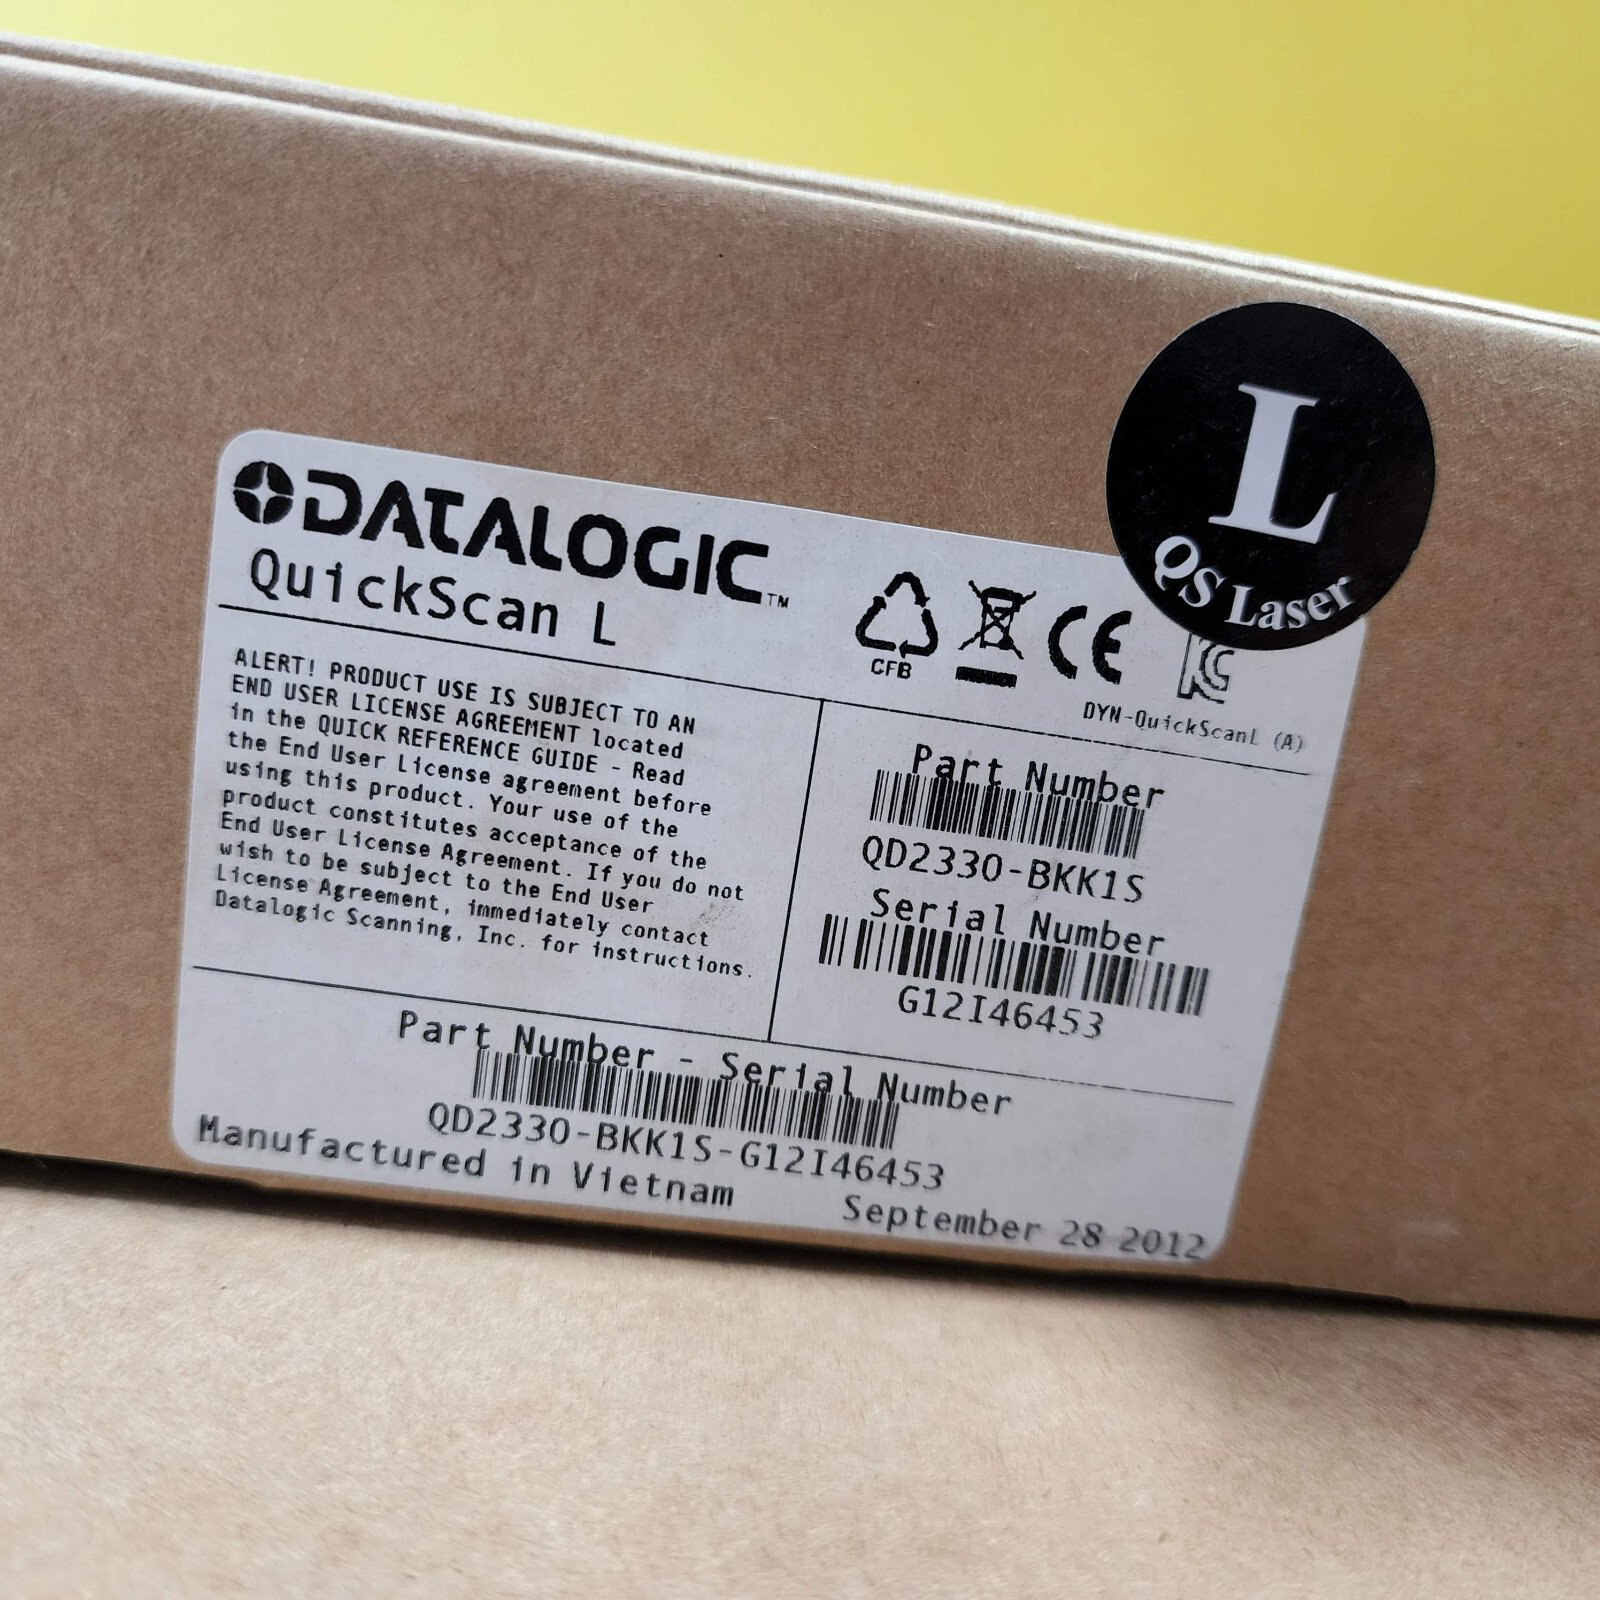 L
QS Laser
DATALOGIC™
QuickScan L
CFB
CE
DYN-QuickScanL (A)
ALERT! PRODUCT USE IS SUBJECT TO AN
END USER LICENSE AGREEMENT located
in the QUICK REFERENCE GUIDE - Read
the End User License agreement before
using this product. Your use of the
product constitutes acceptance of the
End User License Agreement. If you do not
wish to be subject to the End User
License Agreement, immediately contact
Datalogic Scanning, Inc. for instructions.
Part Number
QD2330-BKK1S
Serial Number
G12I46453
Part Number - Serial Number
QD2330-BKK1S-G12I46453
Manufactured in Vietnam
September 28 2012